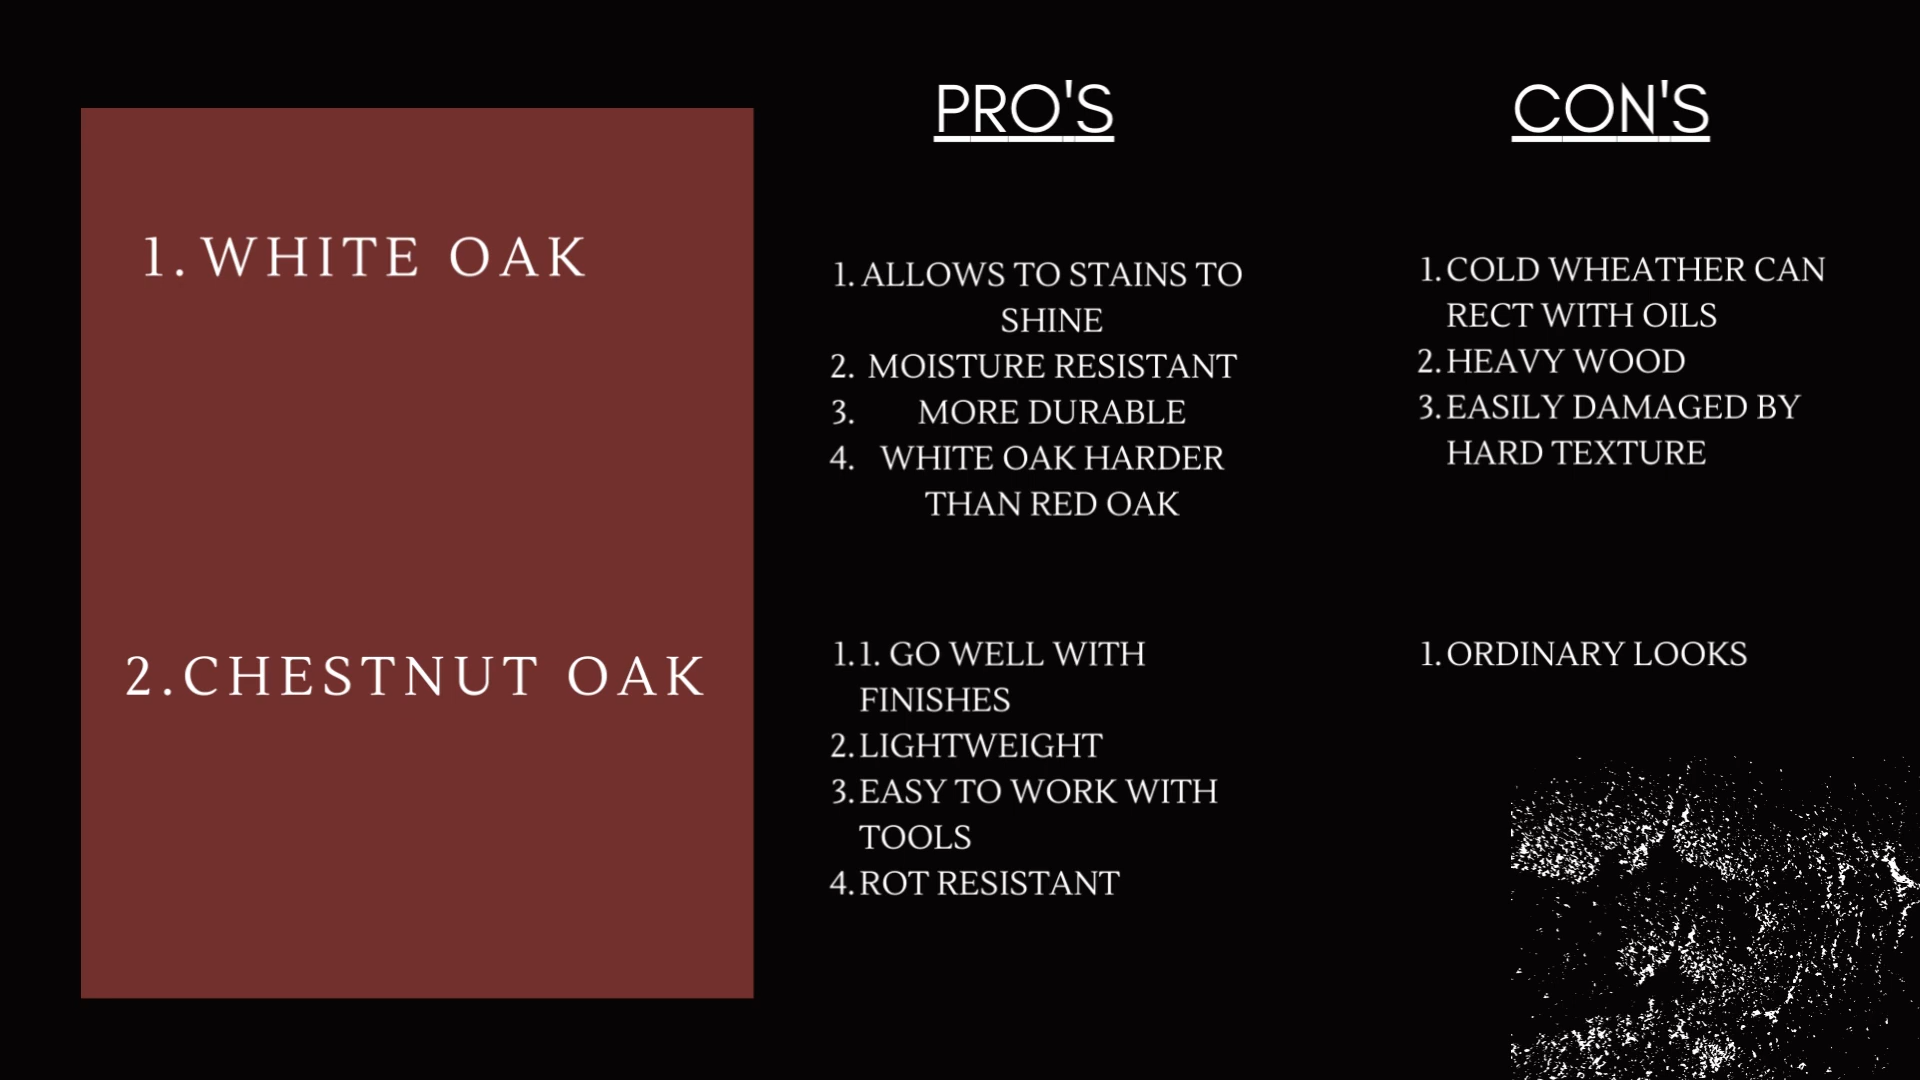 PRO'S
CON'S
1. WHITE OAK
1. ALLOWS TO STAINS TO
SHINE
2. MOISTURE RESISTANT
3. MORE DURABLE
4. WHITE OAK HARDER
THAN RED OAK
1. COLD WHEATHER CAN
RECT WITH OILS
2. HEAVY WOOD
3. EASILY DAMAGED BY
HARD TEXTURE
2. CHESTNUT OAK
1. 1. GO WELL WITH
FINISHES
2. LIGHTWEIGHT
3. EASY TO WORK WITH
TOOLS
4. ROT RESISTANT
1. ORDINARY LOOKS